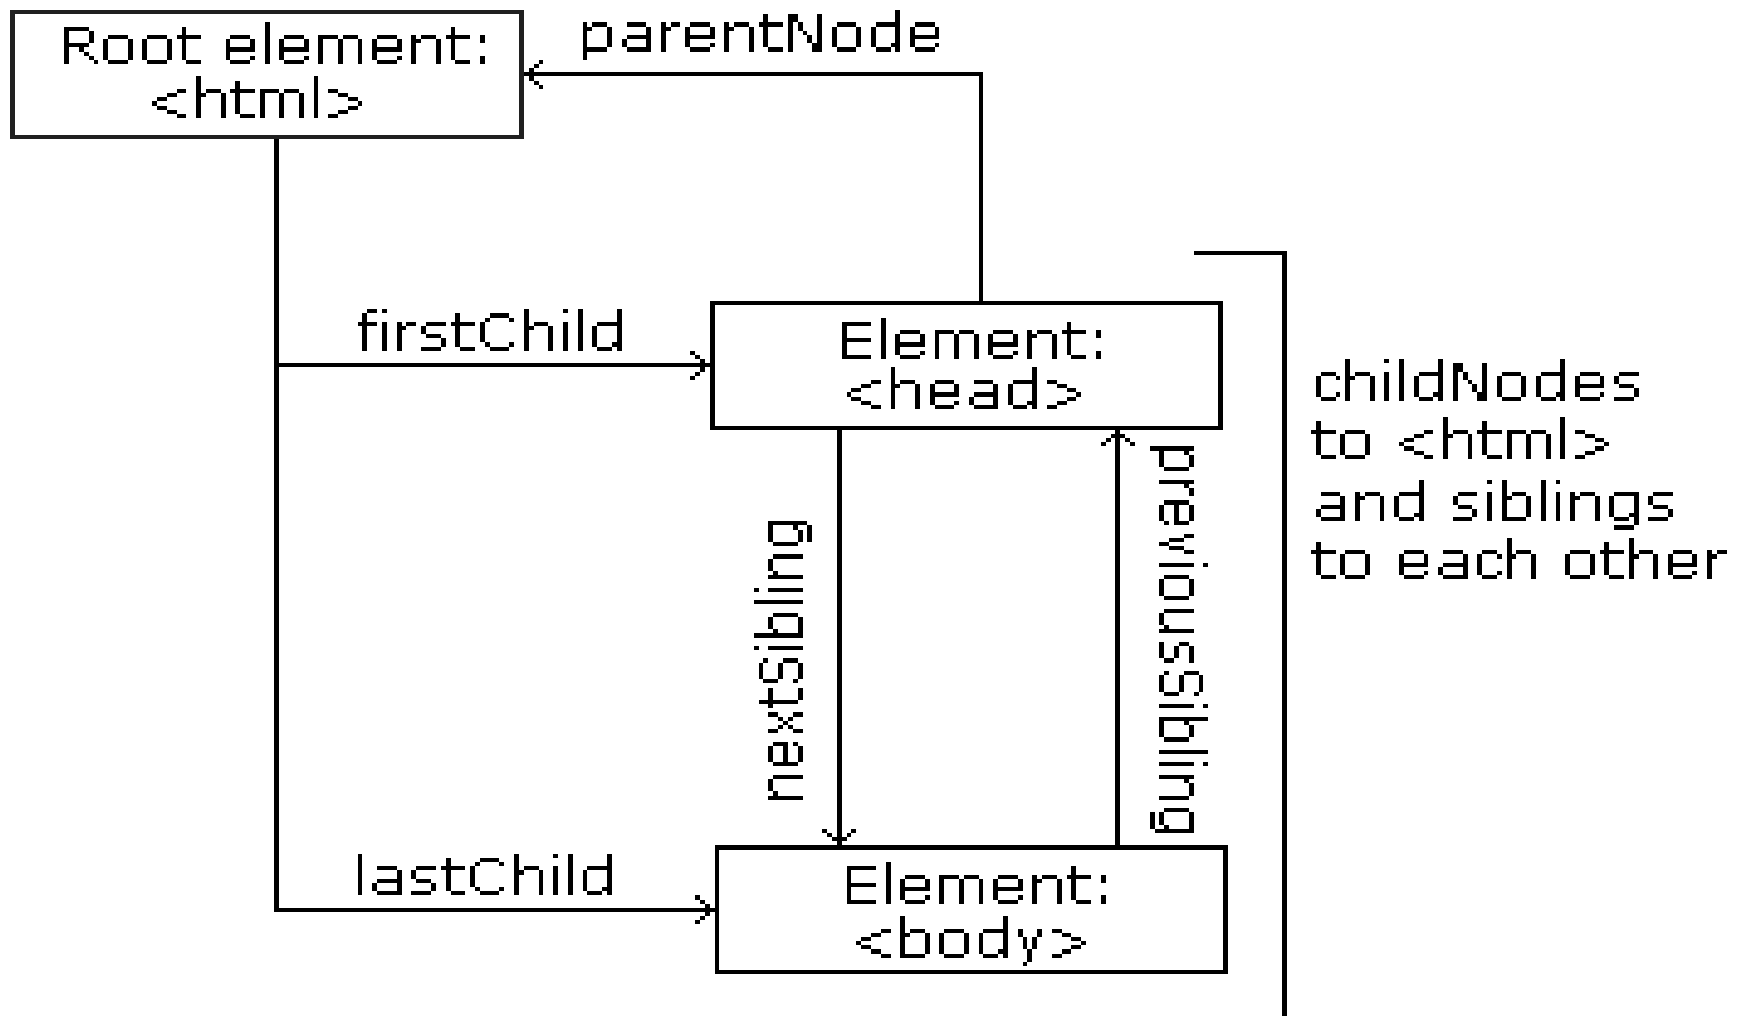 Root element:
<html>
parentNode
firstChild
Element:
<head>
childNodes
to <html>
and siblings
to each other
nextSibling
previousSibling
lastChild
Element:
<body>